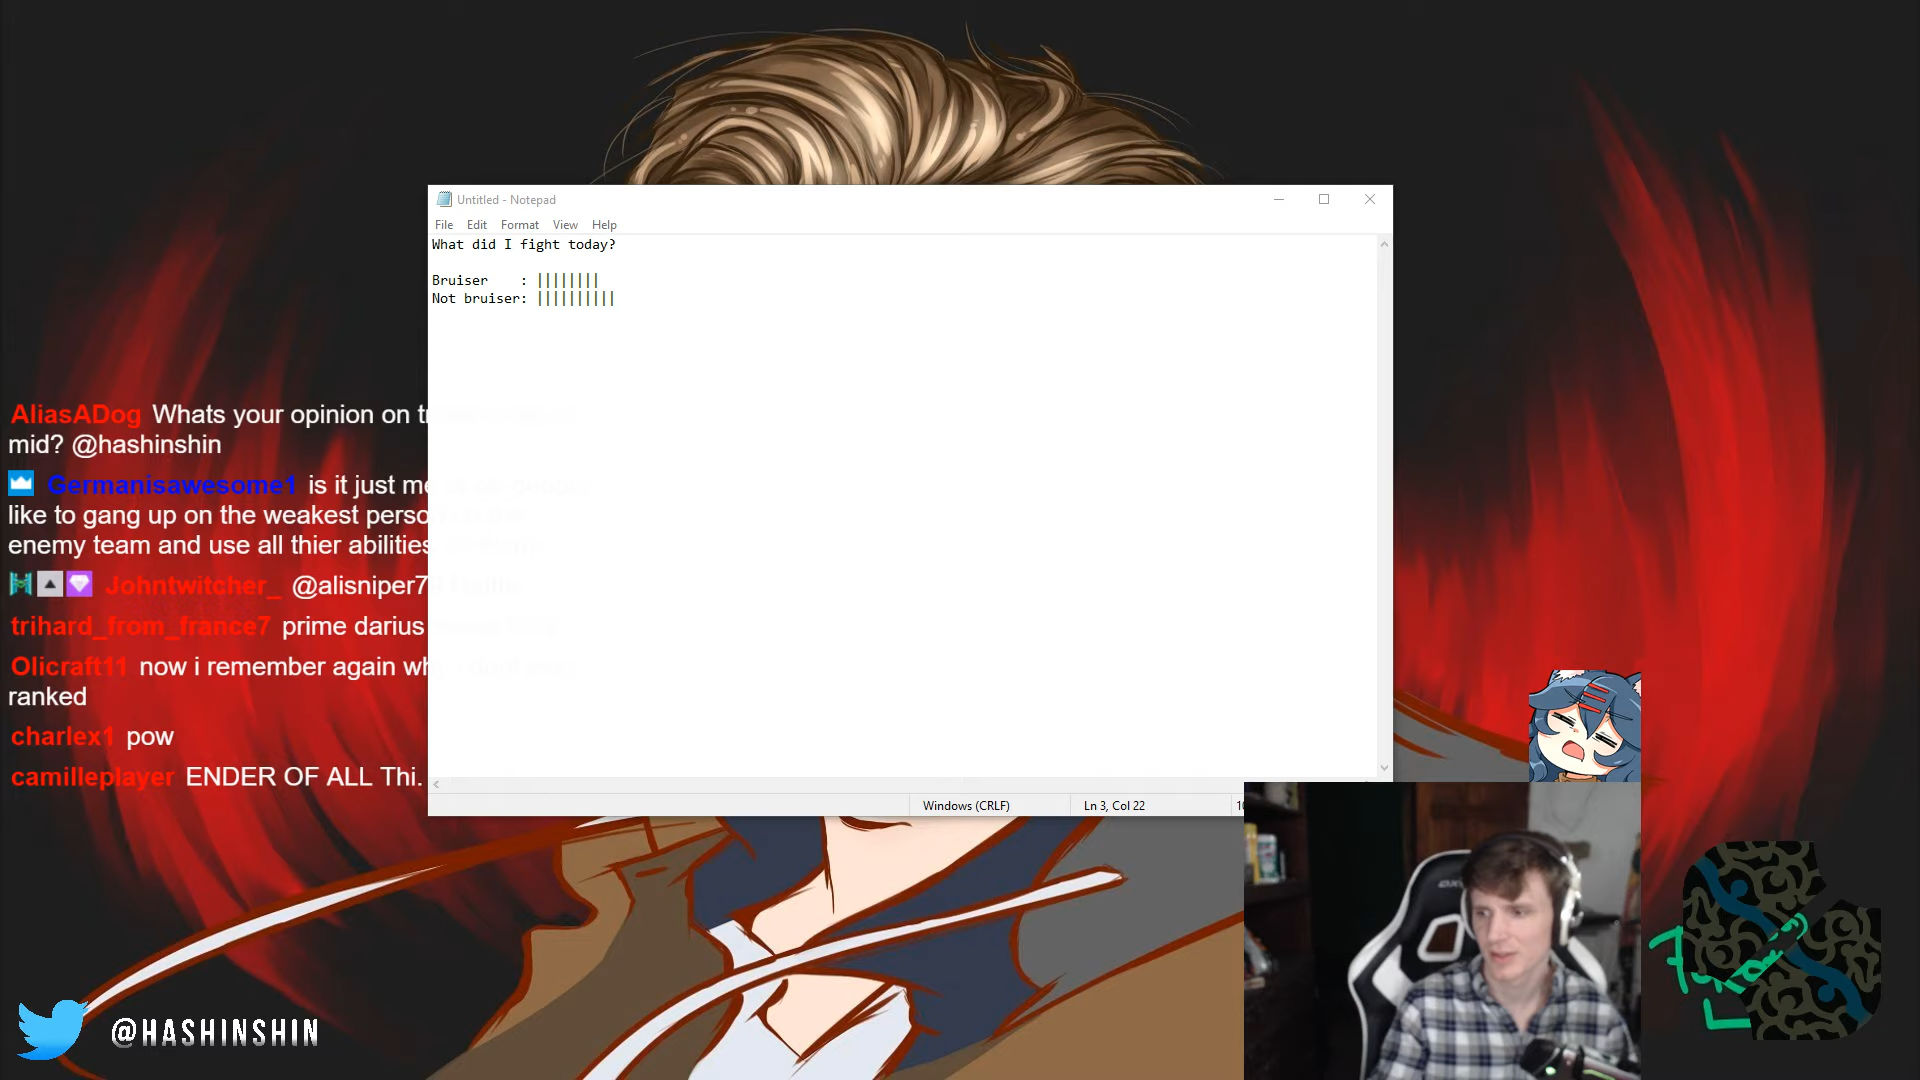 Untitled - Notepad
File Edit Format View Help
What did I fight today?
Bruiser    : ||||||||
Not bruiser: ||||||||||
AliasADog Whats your opinion on
mid? @hashinshin
Germanisawesome1 is it just me
like to gang up on the weakest
enemy team and use all thier abilities
Johntwitcher_ @alisniper79
trihard_from_france7 prime darius
Olicraft11 now i remember again
ranked
charlex1 pow
camilleplayer ENDER OF ALL Thi.
Windows (CRLF) Ln 3, Col 22
@HASHINSHIN